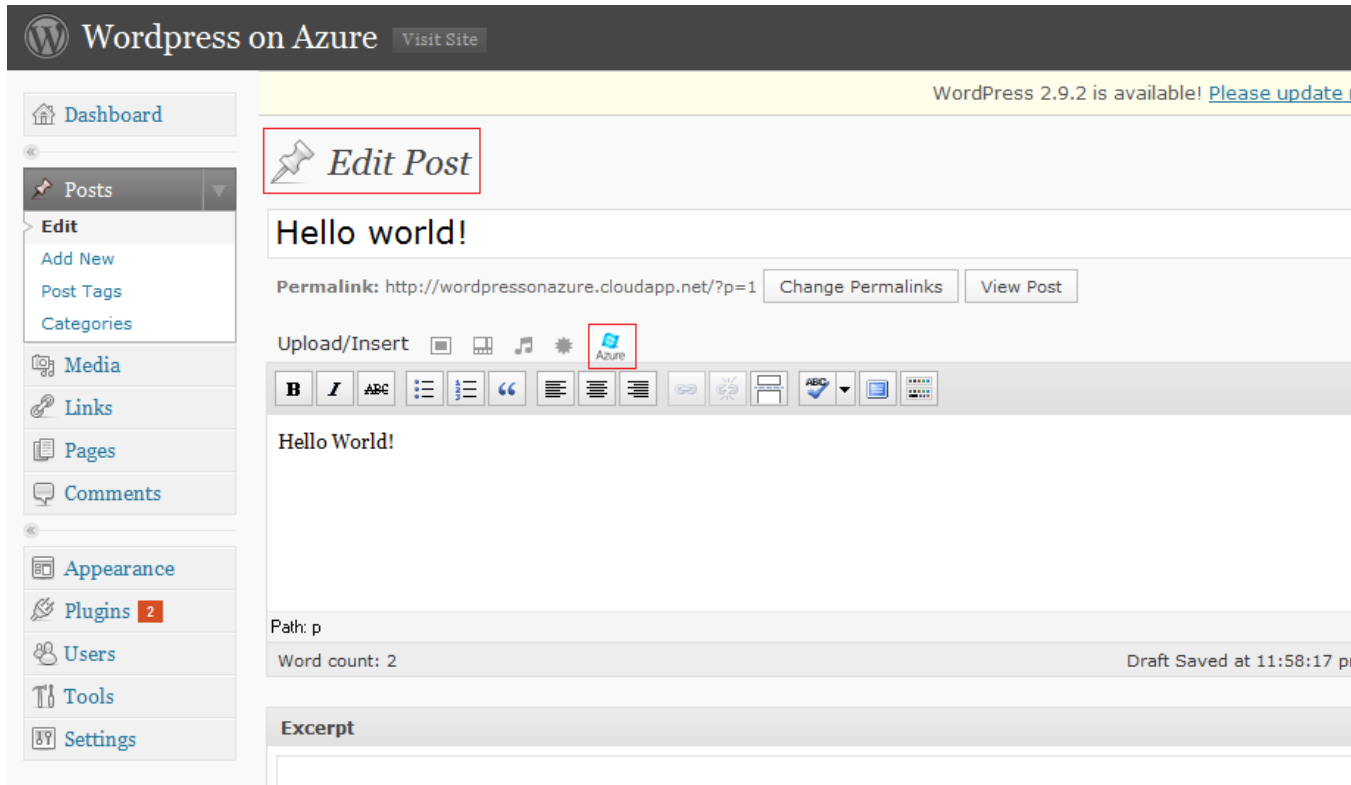 Wordpress on Azure Visit Site
WordPress 2.9.2 is available! Please update
Dashboard
Posts
Edit
Add New
Post Tags
Categories
Media
Links
Pages
Comments
Appearance
Plugins 2
Users
Tools
Settings
Edit Post
Hello world!
Permalink: http://wordpressonazure.cloudapp.net/?p=1 Change Permalinks View Post
Upload/Insert Azure
B I ABC ABC
Hello World!
Path: p
Word count: 2 Draft Saved at 11:58:17
Excerpt